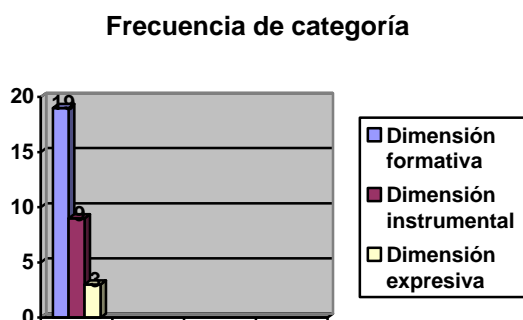 Frecuencia de categoría
20
15
10
5
0
19
9
3
Dimensión
formativa
Dimensión
instrumental
Dimensión
expresiva